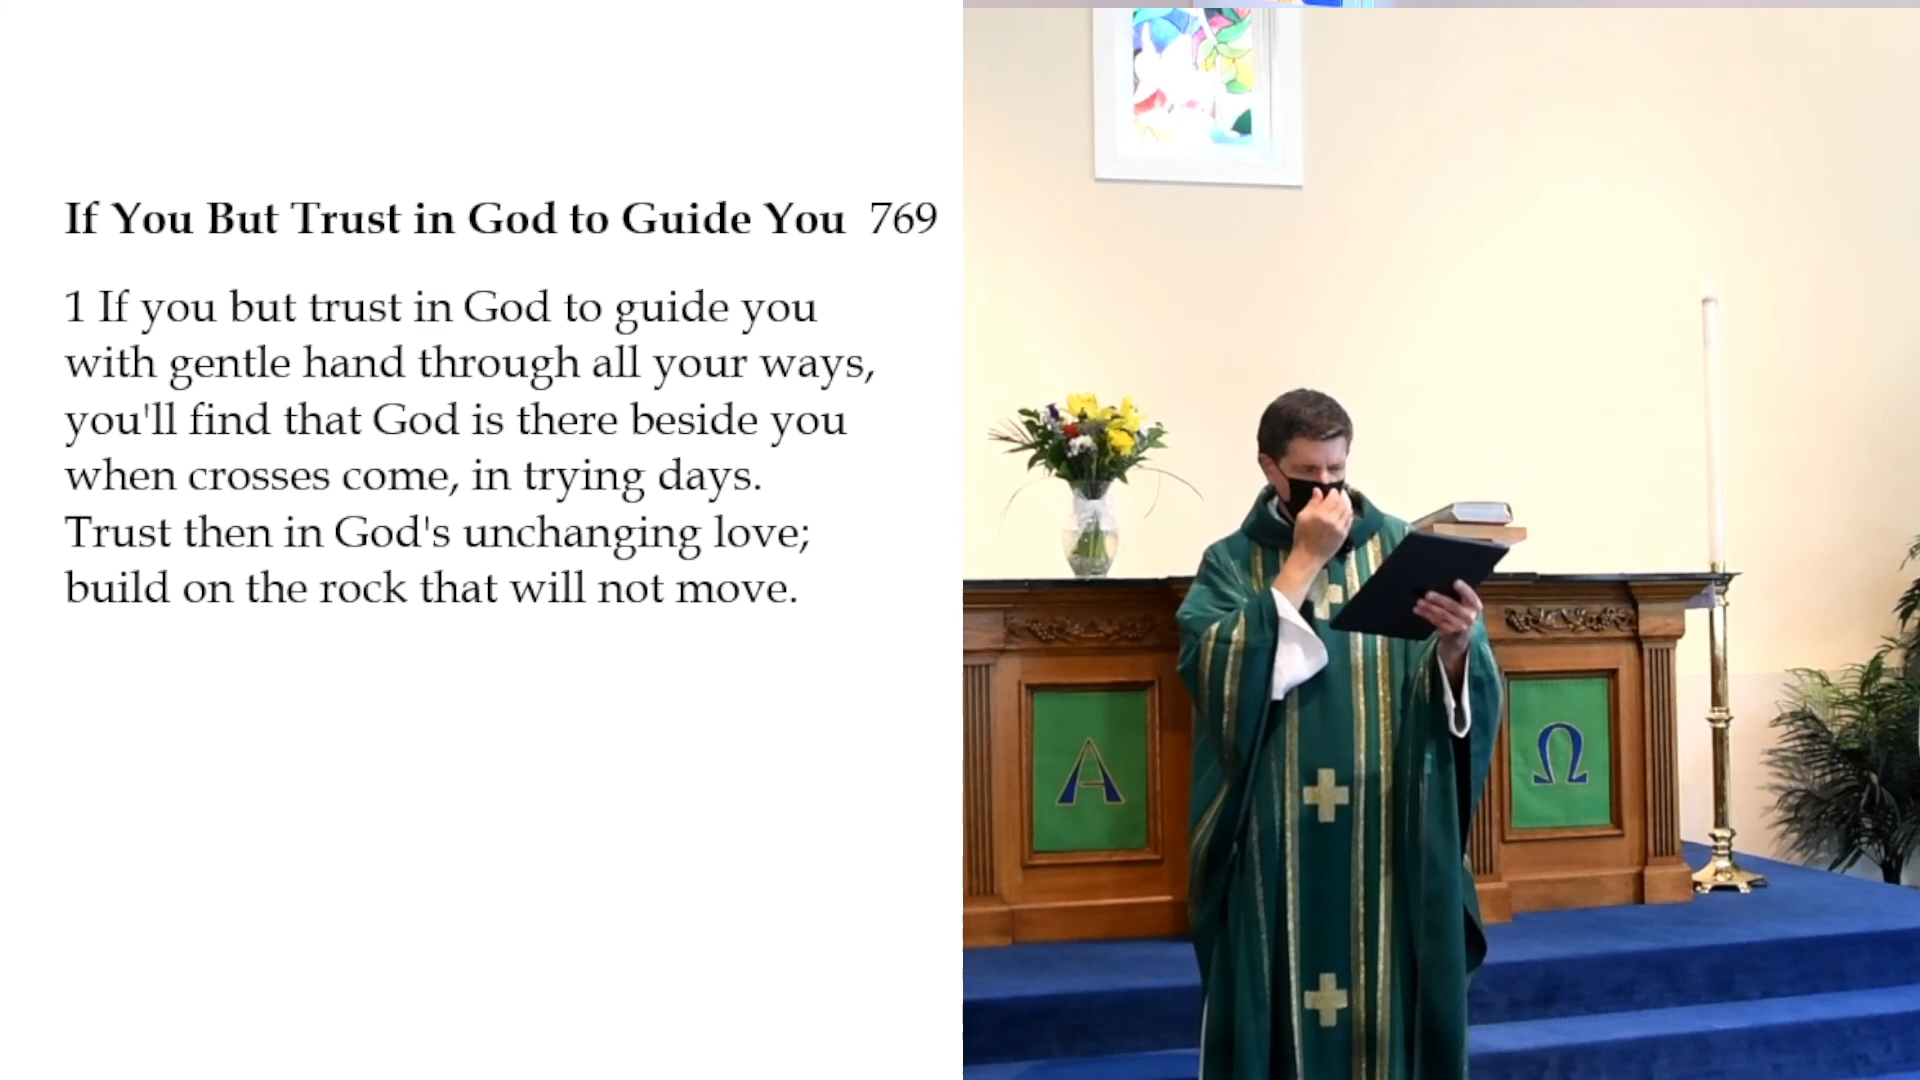 If You But Trust in God to Guide You 769
1 If you but trust in God to guide you
with gentle hand through all your ways,
you'll find that God is there beside you
when crosses come, in trying days.
Trust then in God's unchanging love;
build on the rock that will not move.
Α
Ω